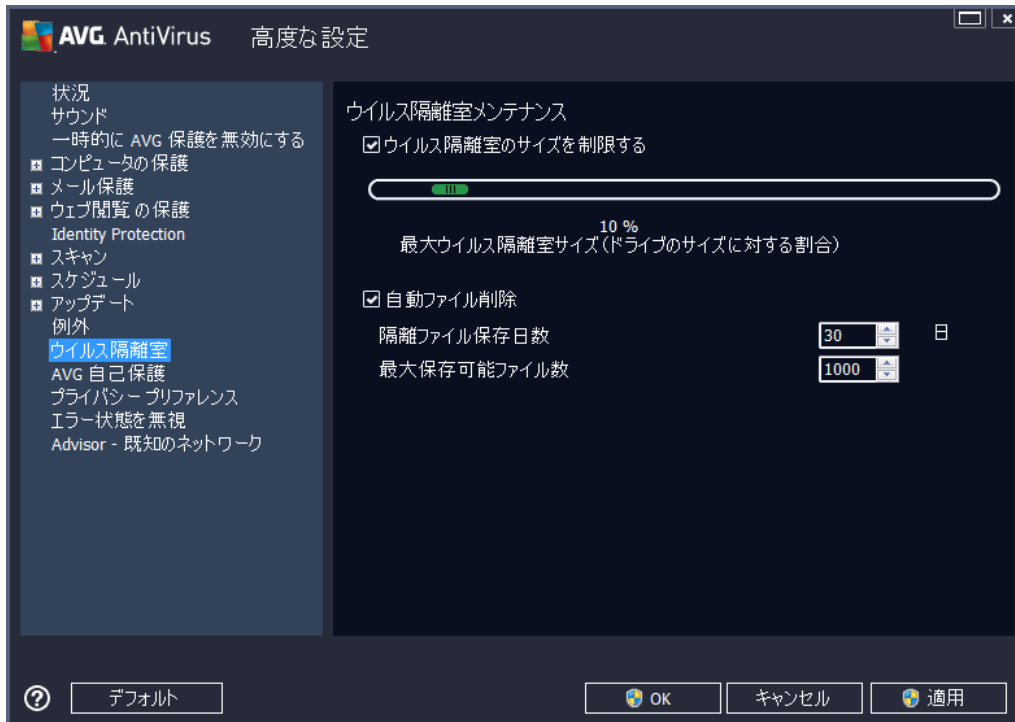 AVG. AntiVirus 高度な設定
状況
サウンド
一時的に AVG 保護を無効にする
コンピュータの保護
メール保護
ウェブ閲覧 の保護
Identity Protection
スキャン
スケジュール
アップデート
例外
ウイルス隔離室
AVG 自己保護
プライバシー プリファレンス
エラー状態を無視
Advisor - 既知のネットワーク
ウイルス隔離室メンテナンス
ウイルス隔離室のサイズを制限する
10 %
最大ウイルス隔離室サイズ(ドライブのサイズに対する割合)
自動ファイル削除
隔離ファイル保存日数 30 日
最大保存可能ファイル数 1000
デフォルト OK キャンセル 適用